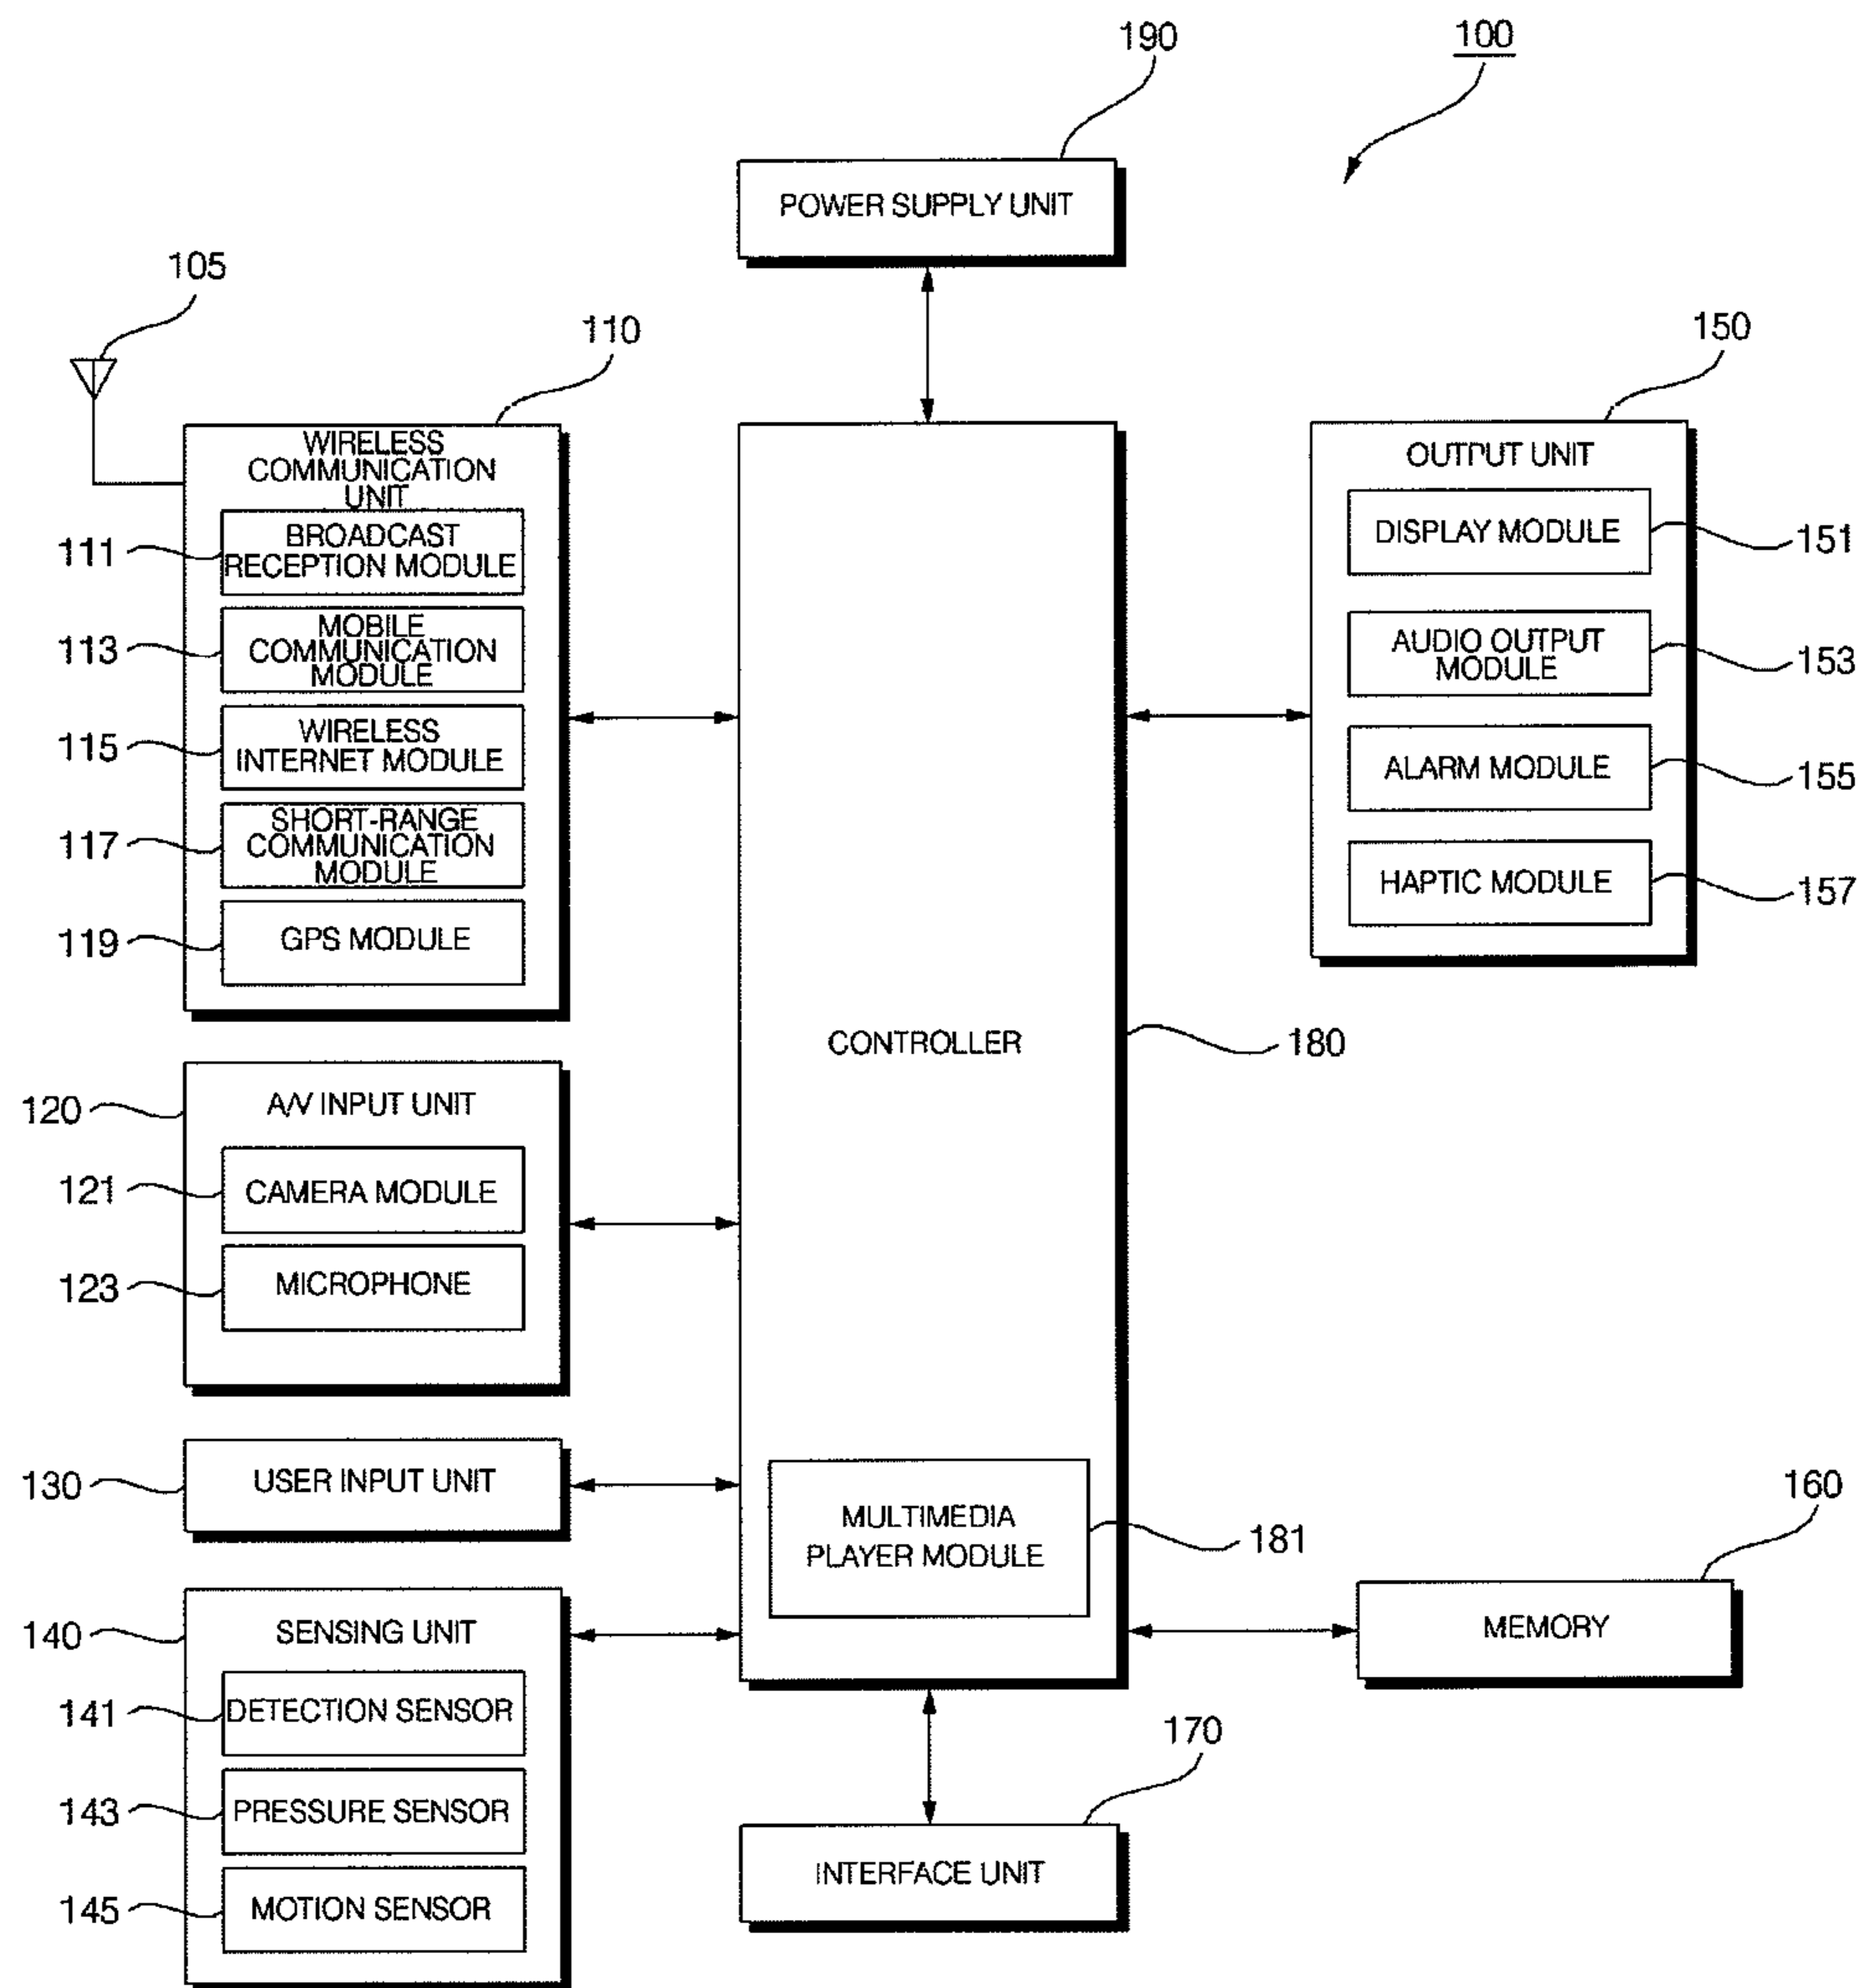 190
100
POWER SUPPLY UNIT
105
110
150
WIRELESS
COMMUNICATION
UNIT
111
BROADCAST
RECEPTION MODULE
113
MOBILE
COMMUNICATION
MODULE
115
WIRELESS
INTERNET MODULE
117
SHORT-RANGE
COMMUNICATION
MODULE
119
GPS MODULE
OUTPUT UNIT
DISPLAY MODULE
151
AUDIO OUTPUT
MODULE
153
ALARM MODULE
155
HAPTIC MODULE
157
CONTROLLER
180
120
A/V INPUT UNIT
121
CAMERA MODULE
123
MICROPHONE
130
USER INPUT UNIT
MULTIMEDIA
PLAYER MODULE
181
160
MEMORY
140
SENSING UNIT
141
DETECTION SENSOR
143
PRESSURE SENSOR
145
MOTION SENSOR
170
INTERFACE UNIT